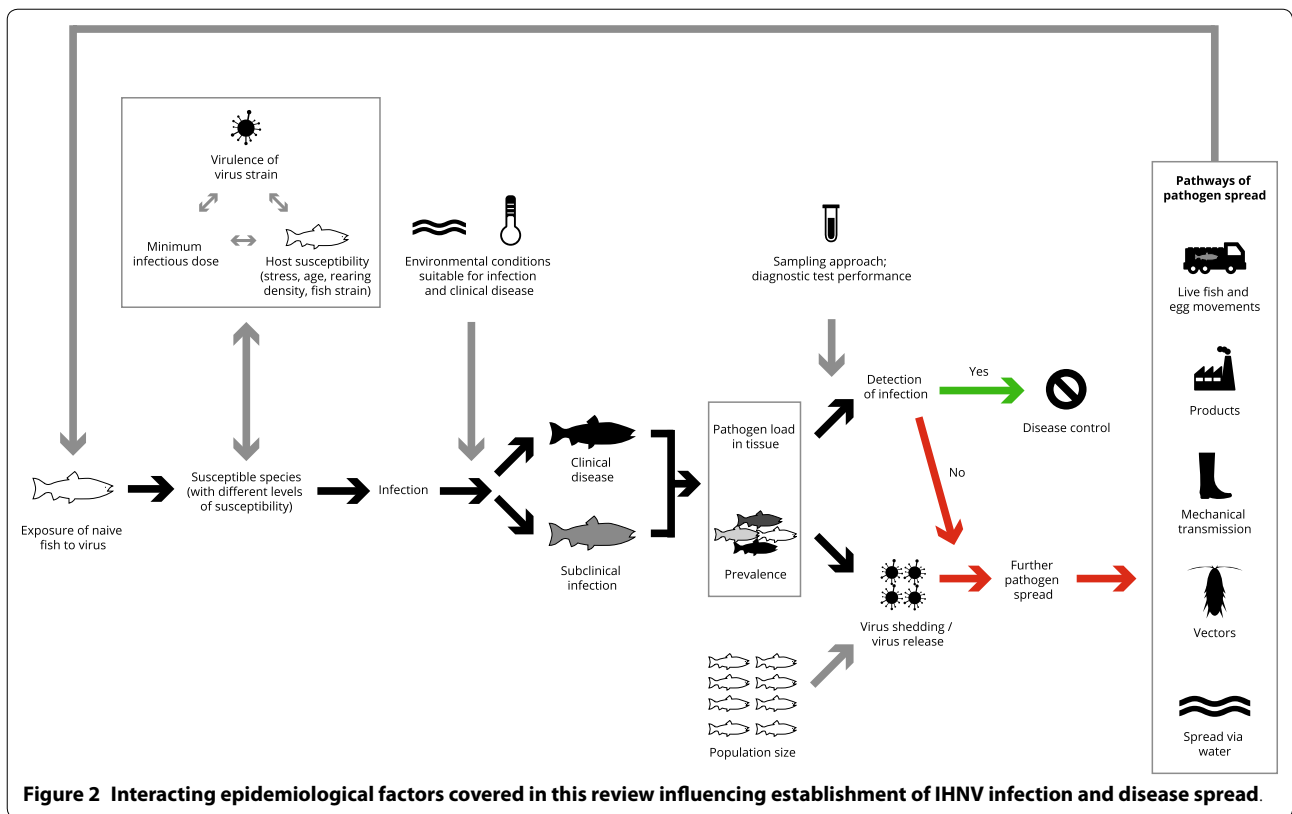 Virulence of
virus strain
Minimum
infectious dose
Host susceptibility
(stress, age, rearing
density, fish strain)
Environmental conditions
suitable for infection
and clinical disease
Sampling approach;
diagnostic test performance
Exposure of naive
fish to virus
Susceptible species
(with different levels
of susceptibility)
Infection
Clinical
disease
Subclinical
infection
Pathogen load
in tissue
Prevalence
Detection
of infection
Yes
Disease control
No
Virus shedding /
virus release
Further
pathogen
spread
Population size
Pathways of
pathogen spread
Live fish and
egg movements
Products
Mechanical
transmission
Vectors
Spread via
water
Figure 2 Interacting epidemiological factors covered in this review influencing establishment of IHNV infection and disease spread.